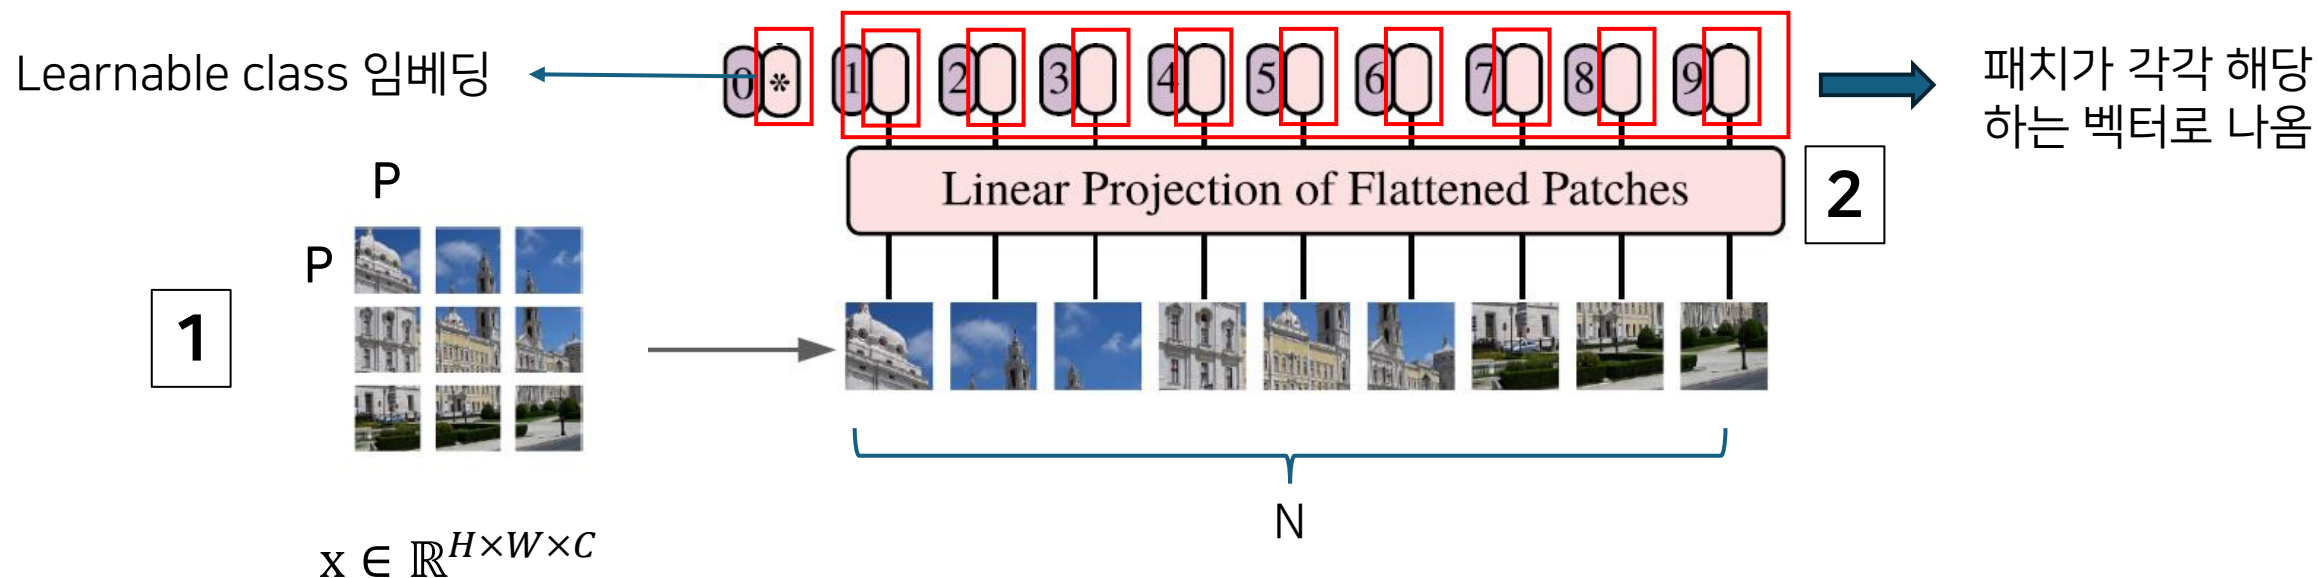 Learnable class 임베딩
0 * 1 2 3 4 5 6 7 8 9
패치가 각각 해당
하는 벡터로 나옴
P
Linear Projection of Flattened Patches
2
P
1
N
x ∈ ℝ^{H×W×C}